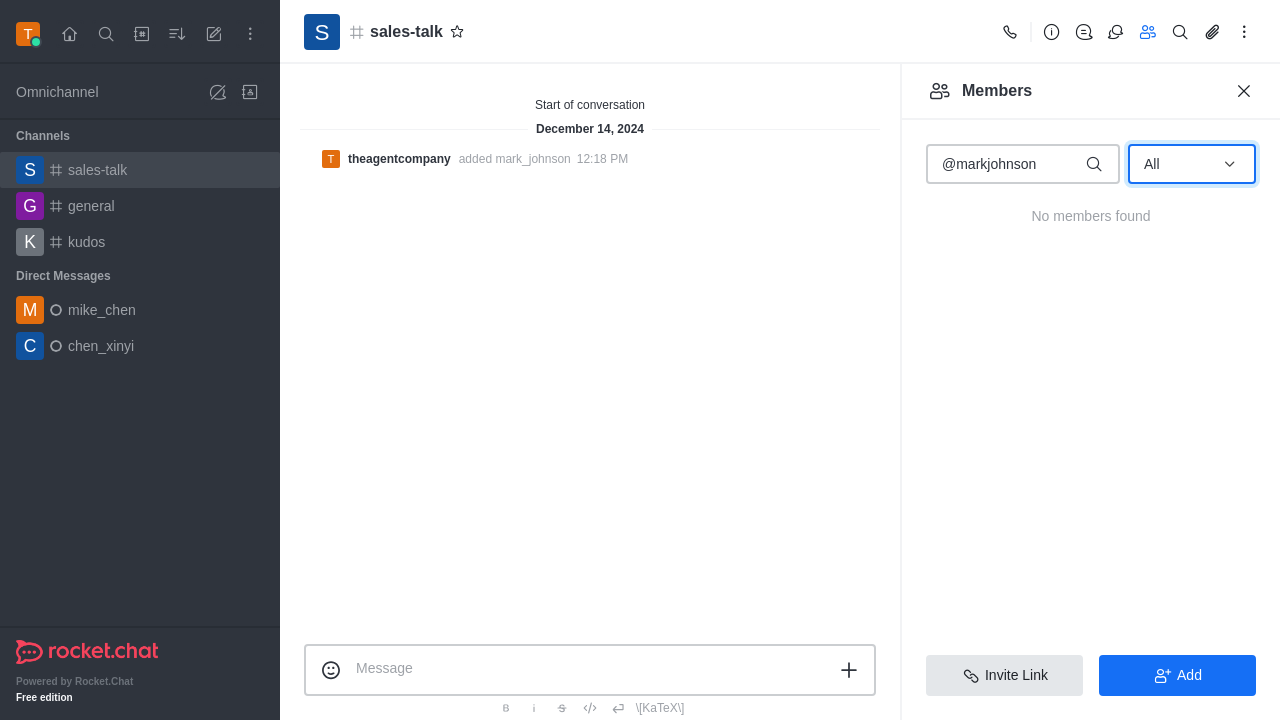 T
Omnichannel
Channels
S sales-talk
G general
K kudos
Direct Messages
M mike_chen
C chen_xinyi
rocket.chat
Powered by Rocket.Chat
Free edition
S sales-talk
Start of conversation
December 14, 2024
T theagentcompany added mark_johnson 12:18 PM
Message
B i S </> \[KaTeX\]
Members
@markjohnson All
No members found
Invite Link Add